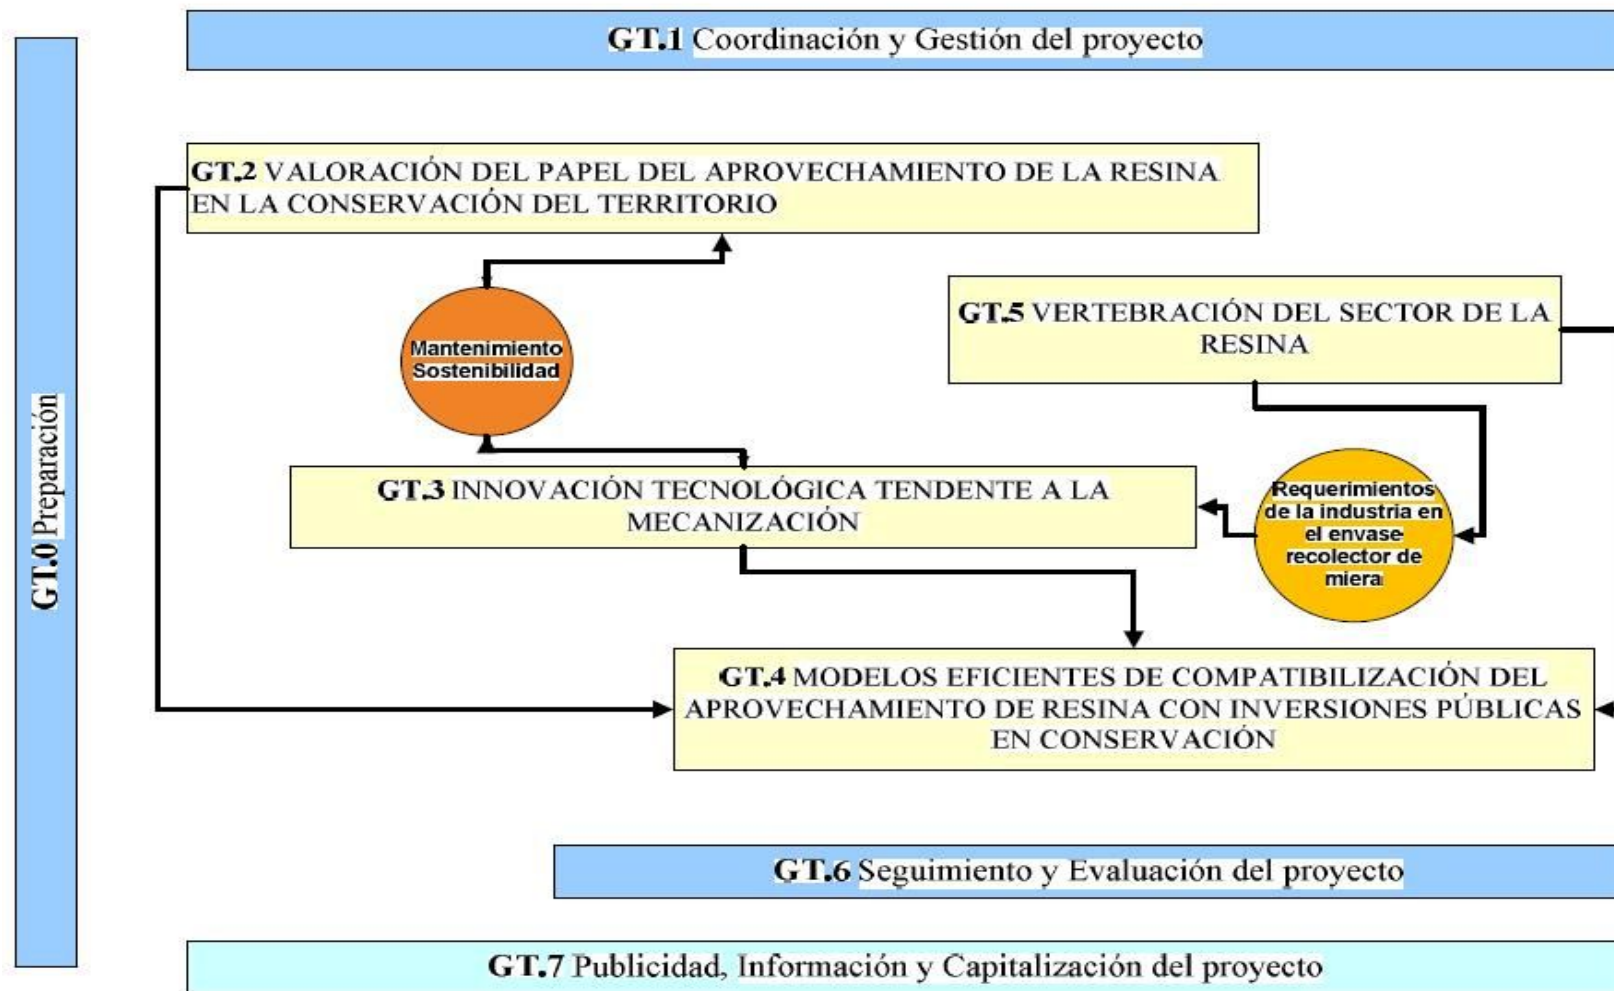 GT.1 Coordinación y Gestión del proyecto
GT.0 Preparación
GT.2 VALORACIÓN DEL PAPEL DEL APROVECHAMIENTO DE LA RESINA
EN LA CONSERVACIÓN DEL TERRITORIO
Mantenimiento
Sostenibilidad
GT.5 VERTEBRACIÓN DEL SECTOR DE LA
RESINA
GT.3 INNOVACIÓN TECNOLÓGICA TENDENTE A LA
MECANIZACIÓN
Requerimientos
de la industria en
el envase
recolector de
miera
GT.4 MODELOS EFICIENTES DE COMPATIBILIZACIÓN DEL
APROVECHAMIENTO DE RESINA CON INVERSIONES PÚBLICAS
EN CONSERVACIÓN
GT.6 Seguimiento y Evaluación del proyecto
GT.7 Publicidad, Información y Capitalización del proyecto